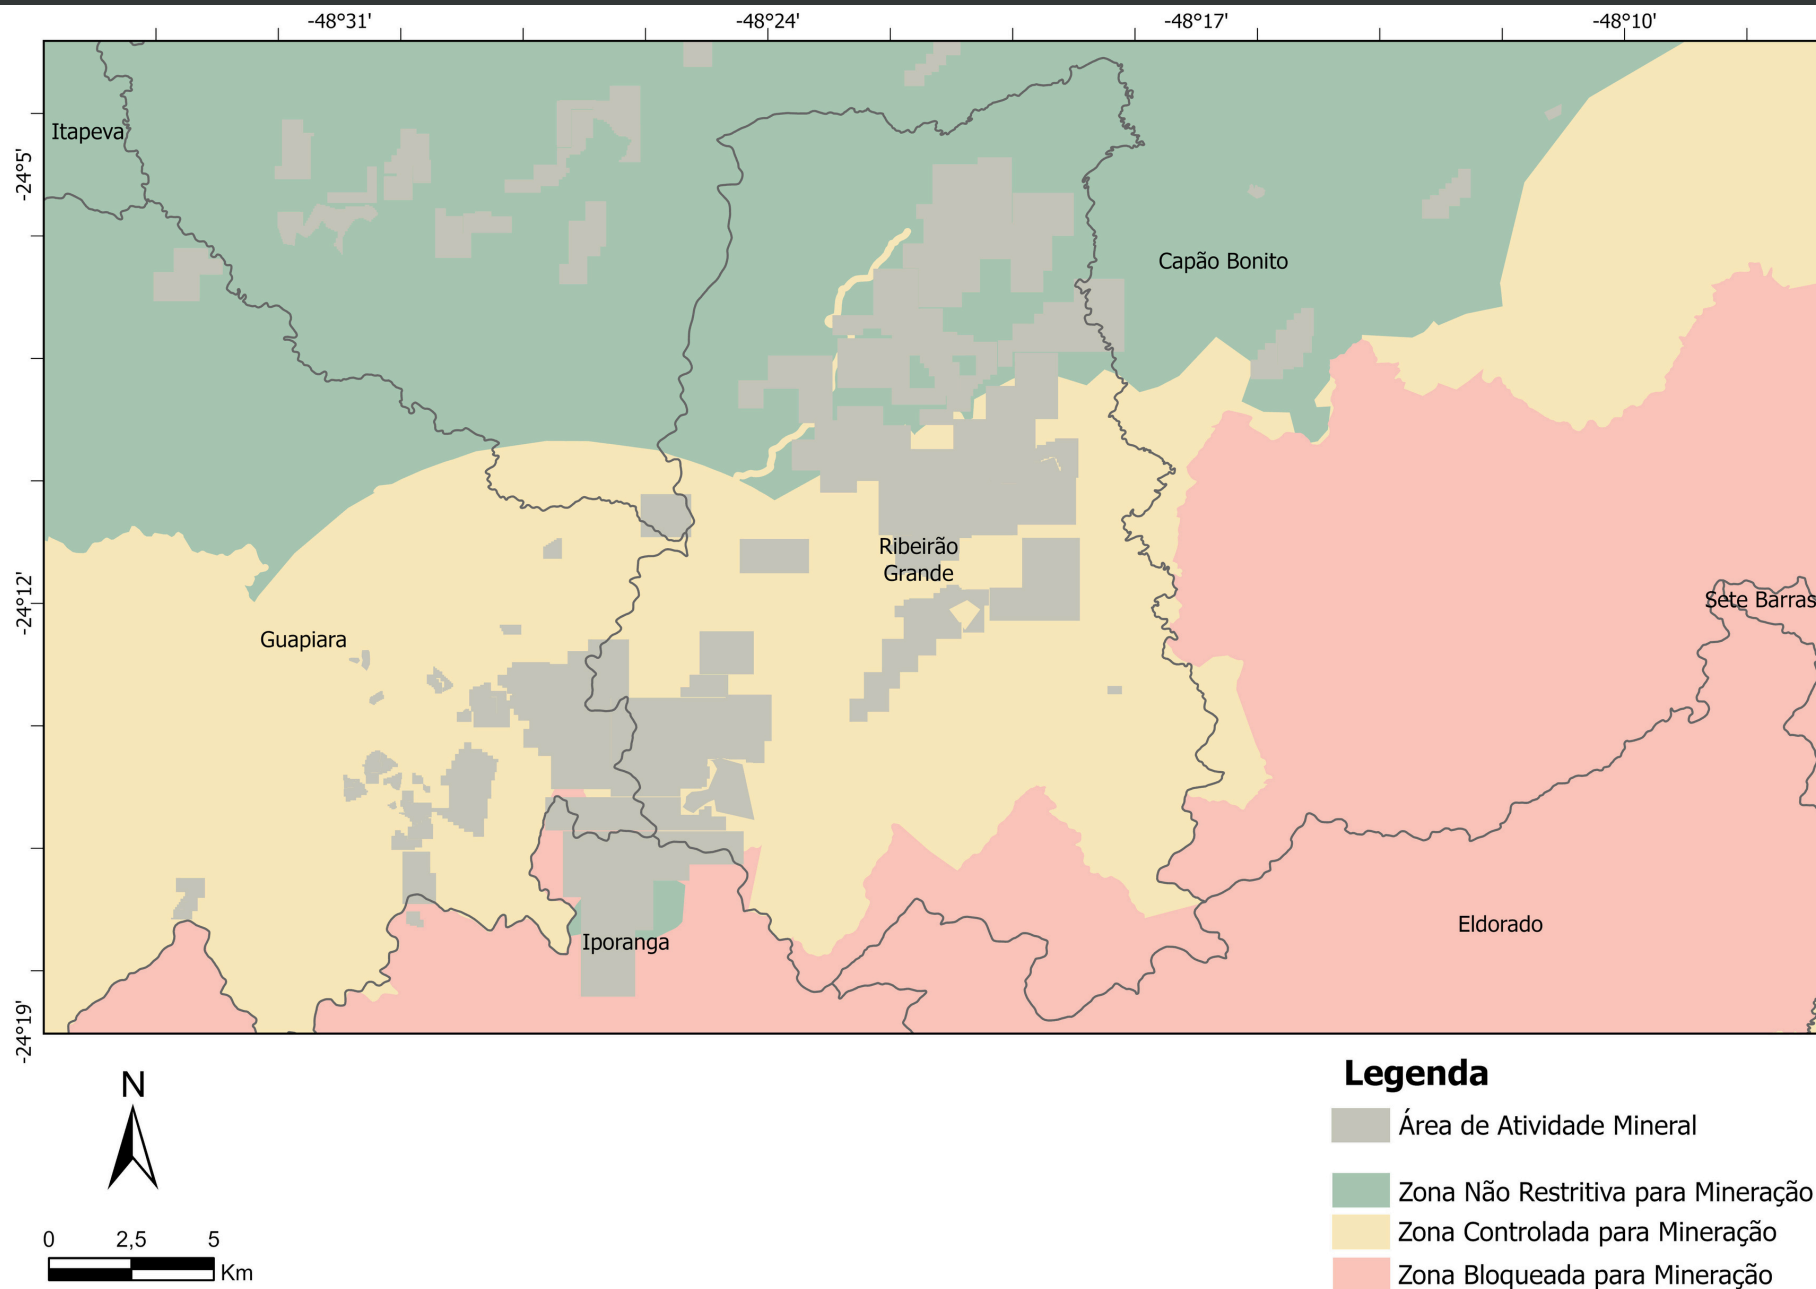 -48°31'
-48°24'
-48°17'
-48°10'
-24°5'
-24°12'
-24°19'
Itapeva
Capão Bonito
Ribeirão
Grande
Sete Barras
Guapiara
Eldorado
Iporanga
N
0 2,5 5
Km
Legenda
Área de Atividade Mineral
Zona Não Restritiva para Mineração
Zona Controlada para Mineração
Zona Bloqueada para Mineração